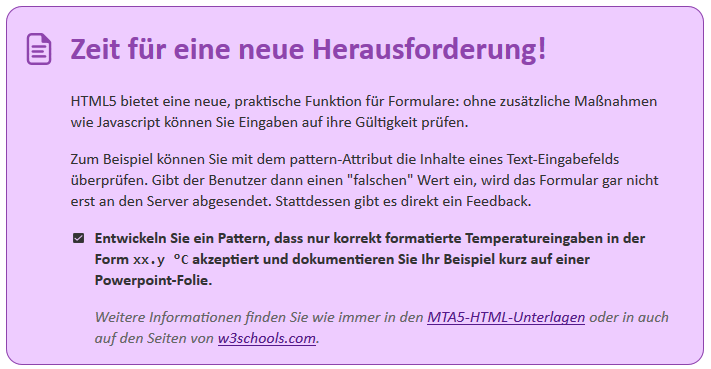 Zeit für eine neue Herausforderung!
HTML5 bietet eine neue, praktische Funktion für Formulare: ohne zusätzliche Maßnahmen
wie Javascript können Sie Eingaben auf ihre Gültigkeit prüfen.
Zum Beispiel können Sie mit dem pattern-Attribut die Inhalte eines Text-Eingabefelds
überprüfen. Gibt der Benutzer dann einen "falschen" Wert ein, wird das Formular gar nicht
erst an den Server abgesendet. Stattdessen gibt es direkt ein Feedback.
Entwickeln Sie ein Pattern, dass nur korrekt formatierte Temperatureingaben in der
Form xx.y °C akzeptiert und dokumentieren Sie Ihr Beispiel kurz auf einer
Powerpoint-Folie.
Weitere Informationen finden Sie wie immer in den MTA5-HTML-Unterlagen oder in auch
auf den Seiten von w3schools.com.